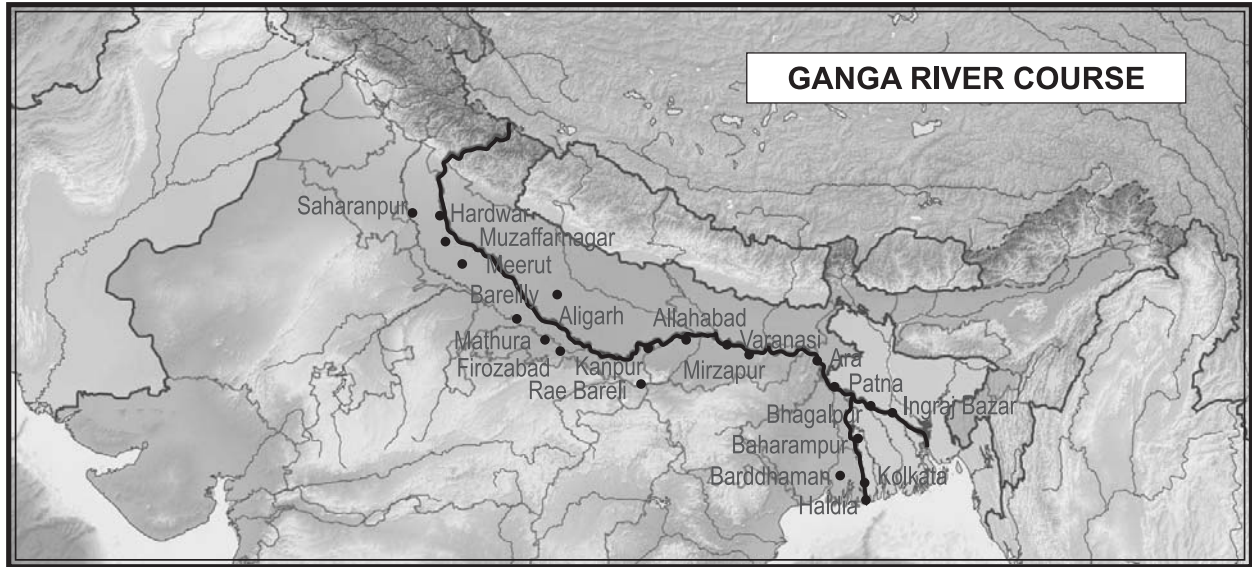 GANGA RIVER COURSE
Saharanpur
Hardwar
Muzaffarnagar
Meerut
Bareilly
Aligarh
Allahabad
Mathura
Varanasi
Firozabad
Kanpur
Mirzapur
Ara
Rae Bareli
Patna
Bhagalpur
Ingraj Bazar
Baharampur
Barddhaman
Kolkata
Haldia